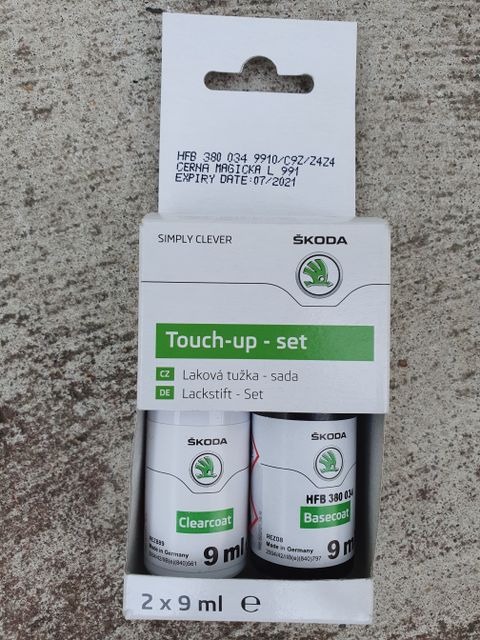 HFB 380 034 9910/C9Z/Z4Z4
CERNA MAGICKA L 991
EXPIRY DATE:07/2021
SIMPLY CLEVER
ŠKODA
Touch-up - set
CZ Laková tužka - sada
DE Lackstift - Set
ŠKODA
Clearcoat
Made in Germany
9 ml
ŠKODA
HFB 380 034
Basecoat
Made in Germany
9 m
2 x 9 ml e